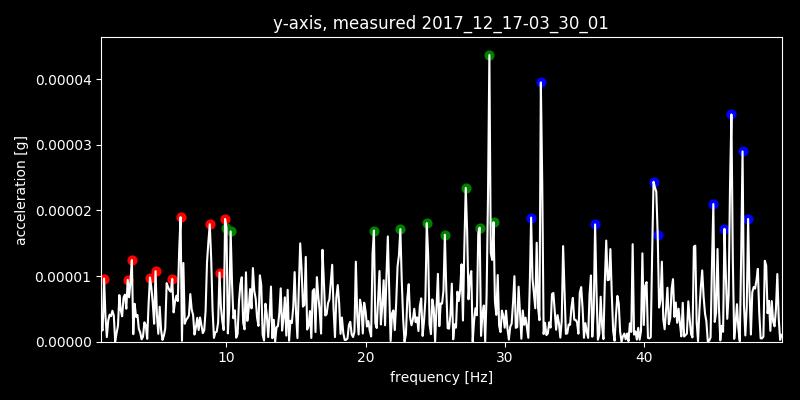 y-axis, measured 2017_12_17-03_30_01
0.00004
0.00003
0.00002
0.00001
0.00000
acceleration [g]
10 20 30 40
frequency [Hz]